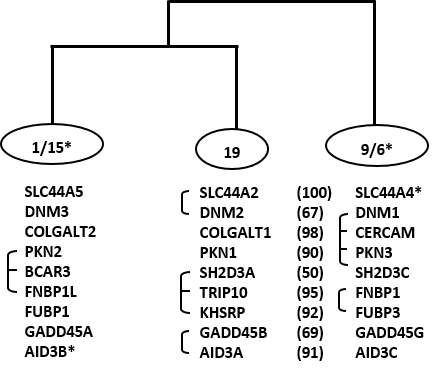 1/15* 19 9/6*
SLC44A5 SLC44A2 (100) SLC44A4*
DNM3 DNM2 (67) DNM1
COLGALT2 COLGALT1 (98) CERCAM
PKN2 PKN1 (90) PKN3
BCAR3 SH2D3A (50) SH2D3C
FNBP1L TRIP10 (95) FNBP1
FUBP1 KHSRP (92) FUBP3
GADD45A GADD45B (69) GADD45G
AID3B* AID3A (91) AID3C